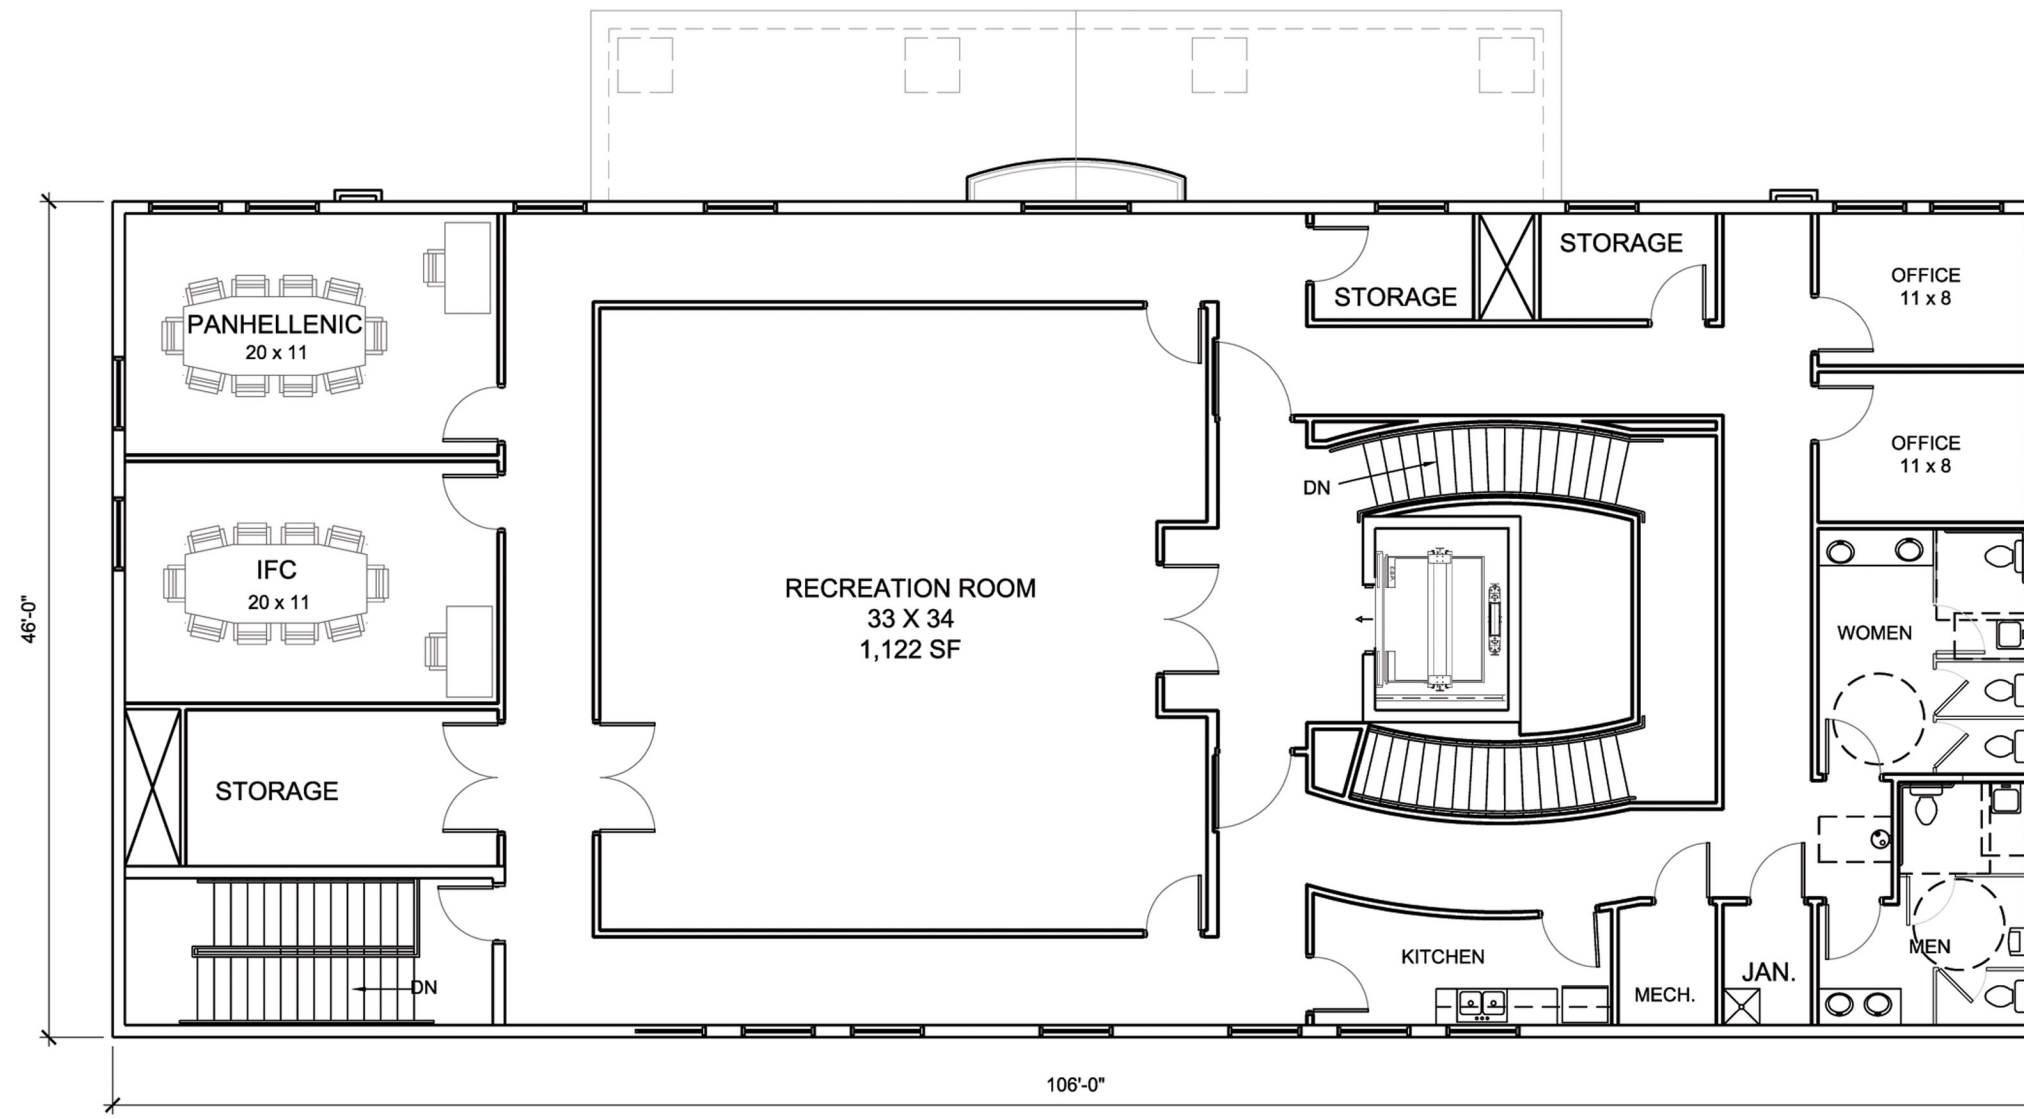 STORAGE
OFFICE
11 x 8
STORAGE
PANHELLENIC
20 x 11
OFFICE
11 x 8
DN
IFC
20 x 11
RECREATION ROOM
33 X 34
1,122 SF
46'-0"
WOMEN
STORAGE
MEN
KITCHEN
JAN.
DN
MECH.
106'-0"